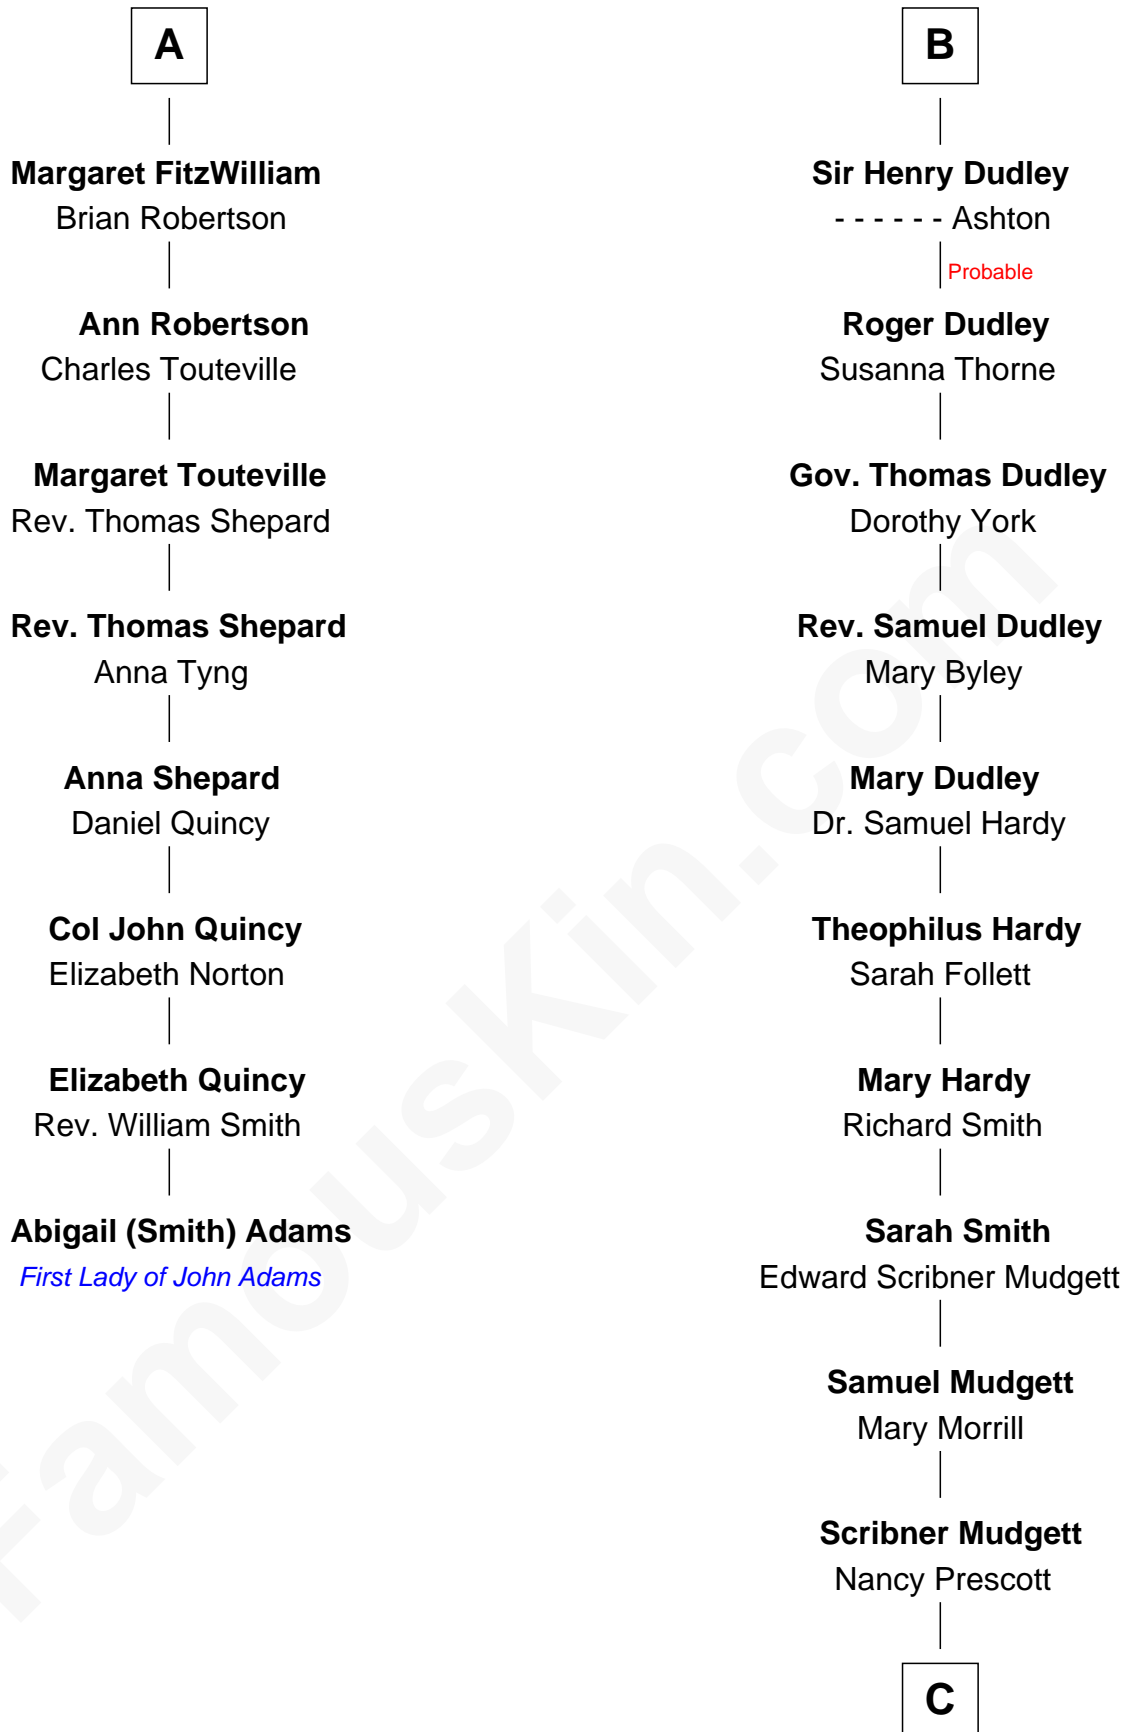 A
Margaret FitzWilliam
Brian Robertson
Ann Robertson
Charles Touteville
Margaret Touteville
Rev. Thomas Shepard
Rev. Thomas Shepard
Anna Tyng
Anna Shepard
Daniel Quincy
Col John Quincy
Elizabeth Norton
Elizabeth Quincy
Rev. William Smith
Abigail (Smith) Adams
First Lady of John Adams
B
Sir Henry Dudley
- - - - - - Ashton
Probable
Roger Dudley
Susanna Thorne
Gov. Thomas Dudley
Dorothy York
Rev. Samuel Dudley
Mary Byley
Mary Dudley
Dr. Samuel Hardy
Theophilus Hardy
Sarah Follett
Mary Hardy
Richard Smith
Sarah Smith
Edward Scribner Mudgett
Samuel Mudgett
Mary Morrill
Scribner Mudgett
Nancy Prescott
C
FamousKin.com